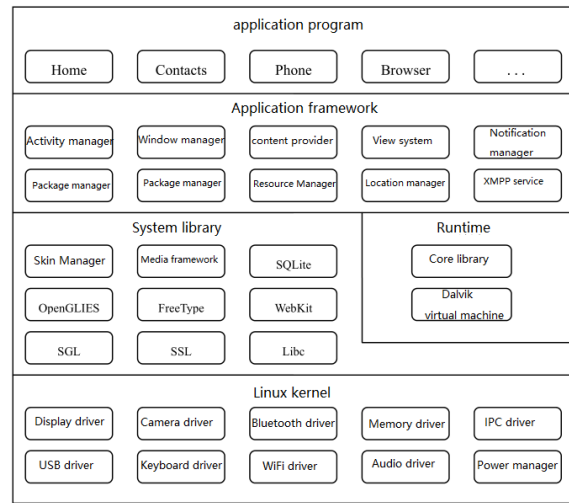 application program
Home
Contacts
Phone
Browser
...
Application framework
Activity manager
Window manager
content provider
View system
Notification
manager
Package manager
Package manager
Resource Manager
Location manager
XMPP service
System library
Runtime
Skin Manager
Media framework
SQLite
Core library
OpenGLIES
FreeType
WebKit
Dalvik
virtual machine
SGL
SSL
Libc
Linux kernel
Display driver
Camera driver
Bluetooth driver
Memory driver
IPC driver
USB driver
Keyboard driver
WiFi driver
Audio driver
Power manager